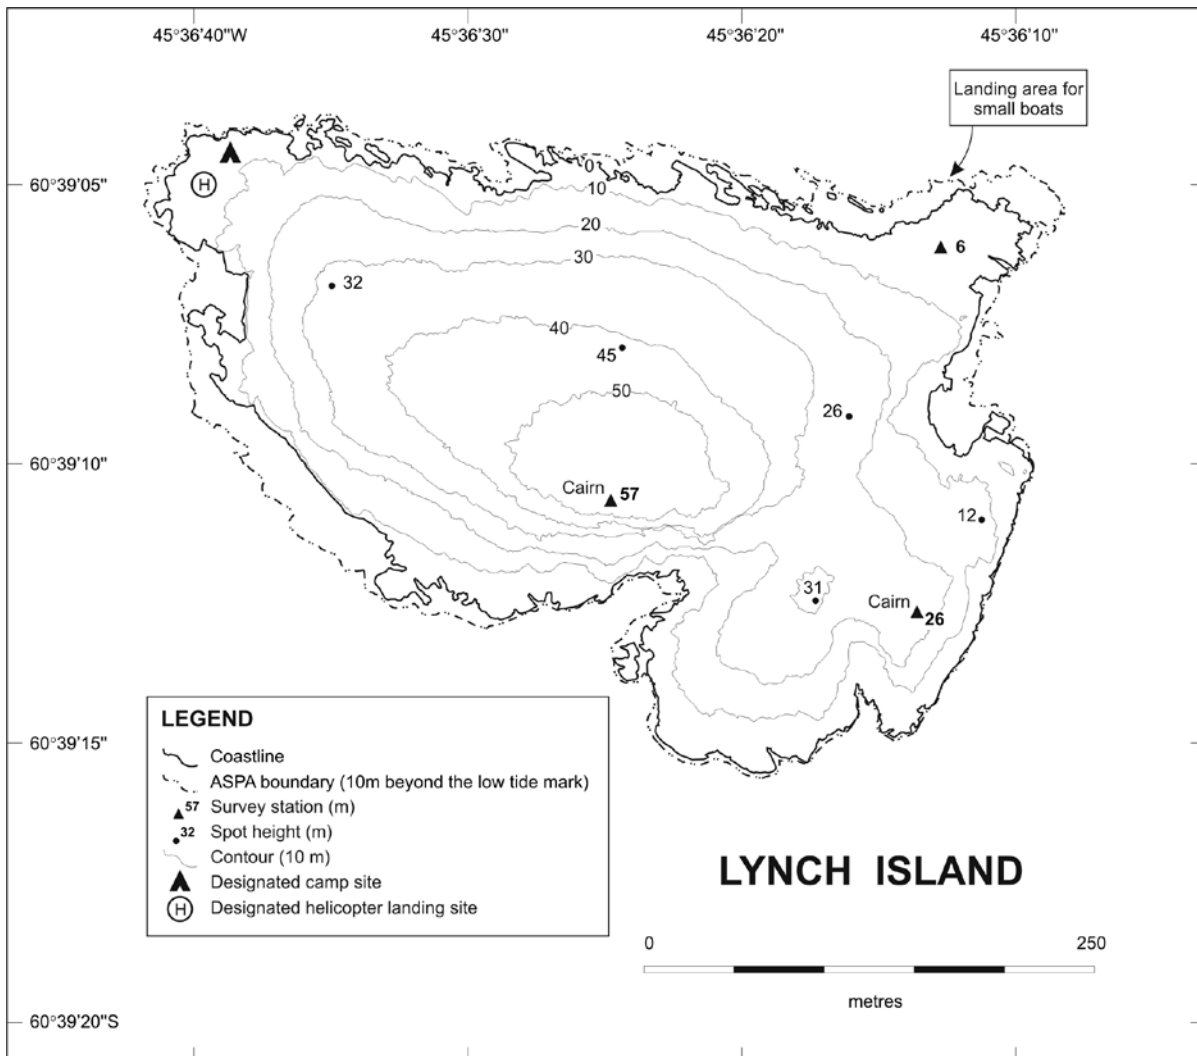 45°36'40"W
45°36'30"
45°36'20"
45°36'10"
Landing area for
small boats
60°39'05"
H
0
10
20
30
6
32
40
45
50
26
60°39'10"
Cairn
57
12
31
Cairn
26
60°39'15"
LEGEND
Coastline
ASPA boundary (10m beyond the low tide mark)
57 Survey station (m)
32 Spot height (m)
Contour (10 m)
Designated camp site
H Designated helicopter landing site
LYNCH ISLAND
0
250
metres
60°39'20"S